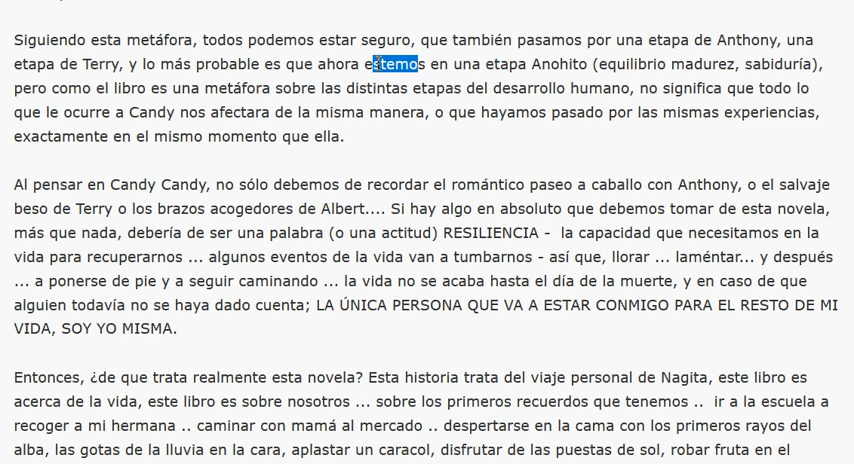 Siguiendo esta metáfora, todos podemos estar seguro, que también pasamos por una etapa de Anthony, una
etapa de Terry, y lo más probable es que ahora estemos en una etapa Anohito (equilibrio madurez, sabiduría),
pero como el libro es una metáfora sobre las distintas etapas del desarrollo humano, no significa que todo lo
que le ocurre a Candy nos afectara de la misma manera, o que hayamos pasado por las mismas experiencias,
exactamente en el mismo momento que ella.
Al pensar en Candy Candy, no sólo debemos de recordar el romántico paseo a caballo con Anthony, o el salvaje
beso de Terry o los brazos acogedores de Albert.... Si hay algo en absoluto que debemos tomar de esta novela,
más que nada, debería de ser una palabra (o una actitud) RESILIENCIA -  la capacidad que necesitamos en la
vida para recuperarnos ... algunos eventos de la vida van a tumbarnos - así que, llorar ... laméntar... y después
... a ponerse de pie y a seguir caminando ... la vida no se acaba hasta el día de la muerte, y en caso de que
alguien todavía no se haya dado cuenta; LA ÚNICA PERSONA QUE VA A ESTAR CONMIGO PARA EL RESTO DE MI
VIDA, SOY YO MISMA.
Entonces, ¿de que trata realmente esta novela? Esta historia trata del viaje personal de Nagita, este libro es
acerca de la vida, este libro es sobre nosotros ... sobre los primeros recuerdos que tenemos ..  ir a la escuela a
recoger a mi hermana .. caminar con mamá al mercado .. despertarse en la cama con los primeros rayos del
alba, las gotas de la lluvia en la cara, aplastar un caracol, disfrutar de las puestas de sol, robar fruta en el